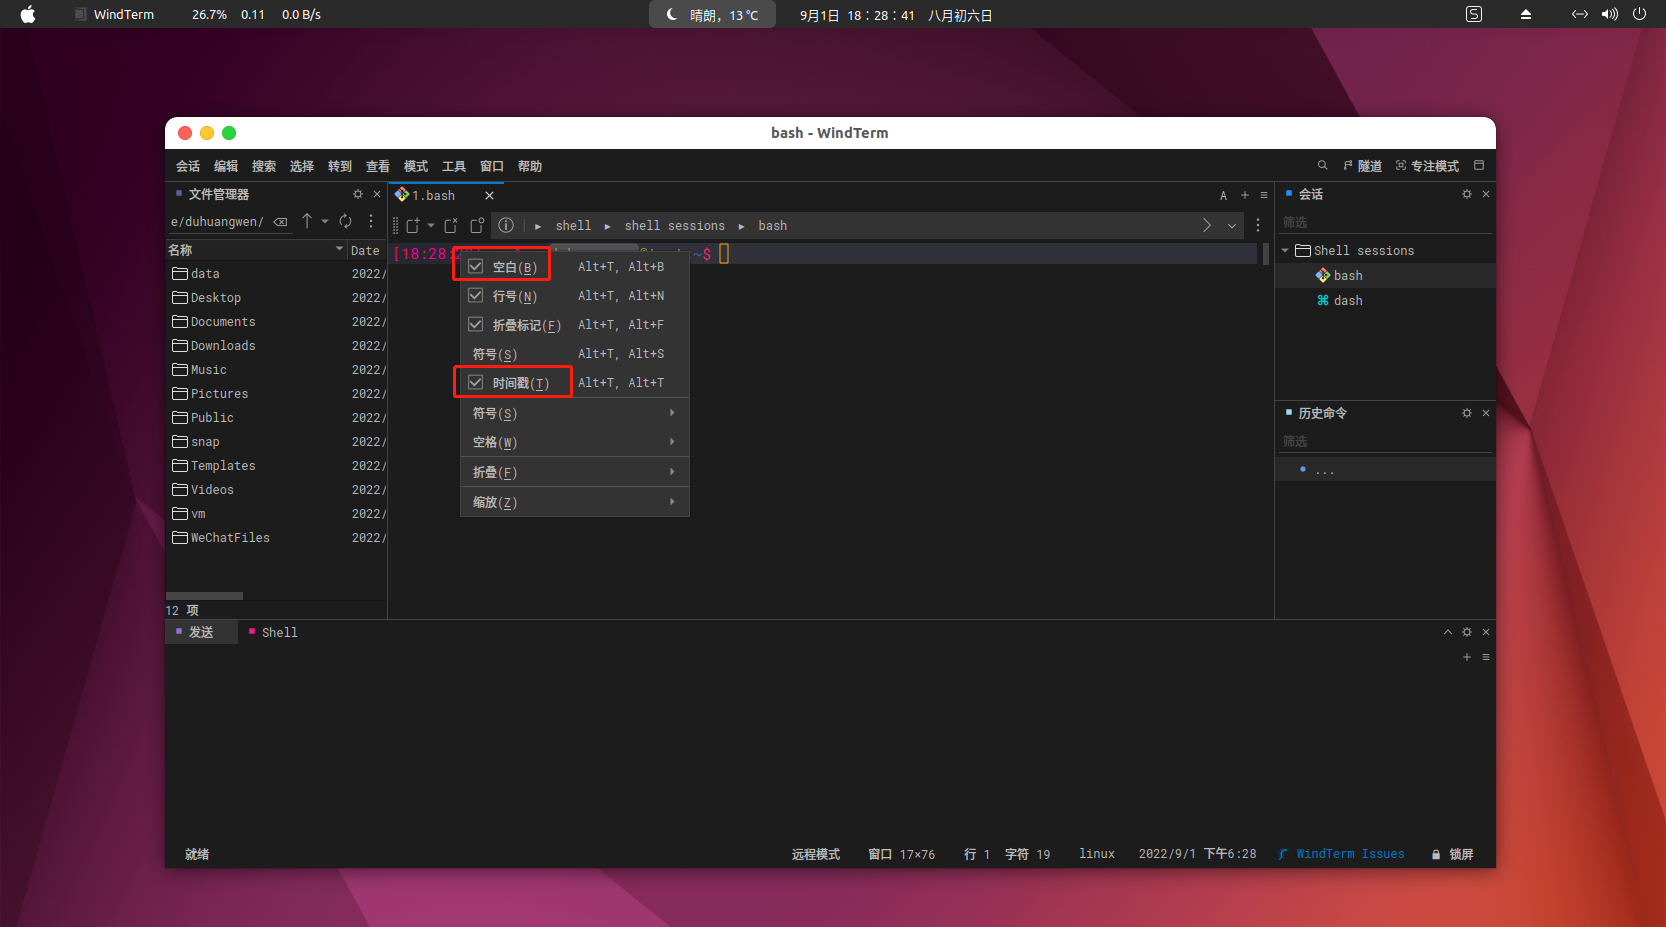 WindTerm 26.7% 0.11 0.0 B/s 晴朗，13 ℃ 9月1日 18：28：41 八月初六日 S
bash - WindTerm
会话 编辑 搜索 选择 转到 查看 模式 工具 窗口 帮助 隧道 专注模式
文件管理器
e/duhuangwen/
名称 Date
data 2022/
Desktop 2022/
Documents 2022/
Downloads 2022/
Music 2022/
Pictures 2022/
Public 2022/
snap 2022/
Templates 2022/
Videos 2022/
vm 2022/
WeChatFiles 2022/
12 项
1.bash A
shell shell sessions bash
[18:28: ~$
空白(B) Alt+T, Alt+B
行号(N) Alt+T, Alt+N
折叠标记(F) Alt+T, Alt+F
符号(S) Alt+T, Alt+S
时间戳(T) Alt+T, Alt+T
符号(S)
空格(W)
折叠(F)
缩放(Z)
会话
筛选
Shell sessions
bash
dash
历史命令
筛选
...
发送 Shell
就绪 远程模式 窗口 17×76 行 1 字符 19 linux 2022/9/1 下午6:28 WindTerm Issues 锁屏